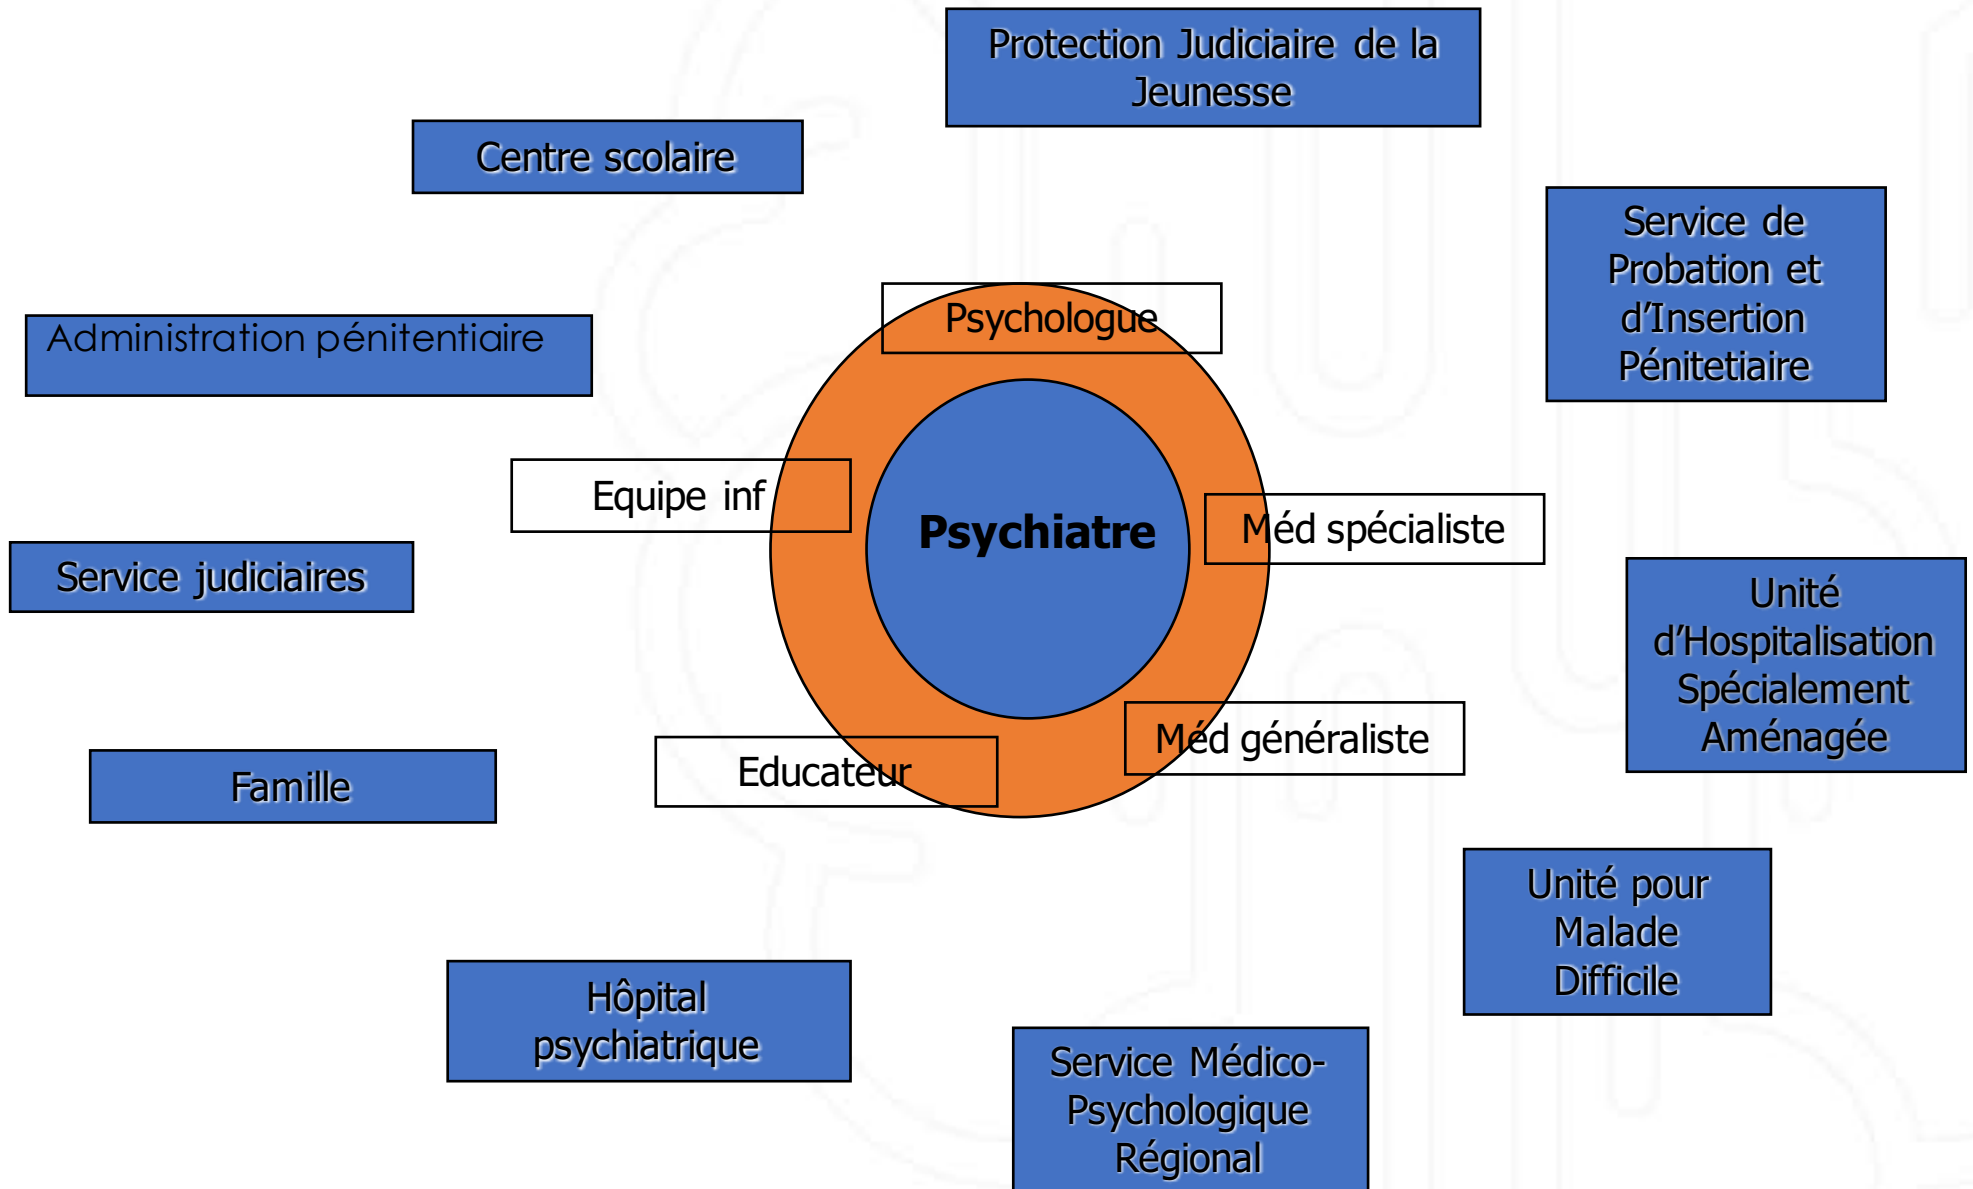 Protection Judiciaire de la
Jeunesse
Centre scolaire
Service de
Probation et
d’Insertion
Pénitetiaire
Psychologue
Administration pénitentiaire
Equipe inf
Psychiatre
Méd spécialiste
Service judiciaires
Unité
d’Hospitalisation
Spécialement
Aménagée
Méd généraliste
Educateur
Famille
Unité pour
Malade
Difficile
Hôpital
psychiatrique
Service Médico-
Psychologique
Régional